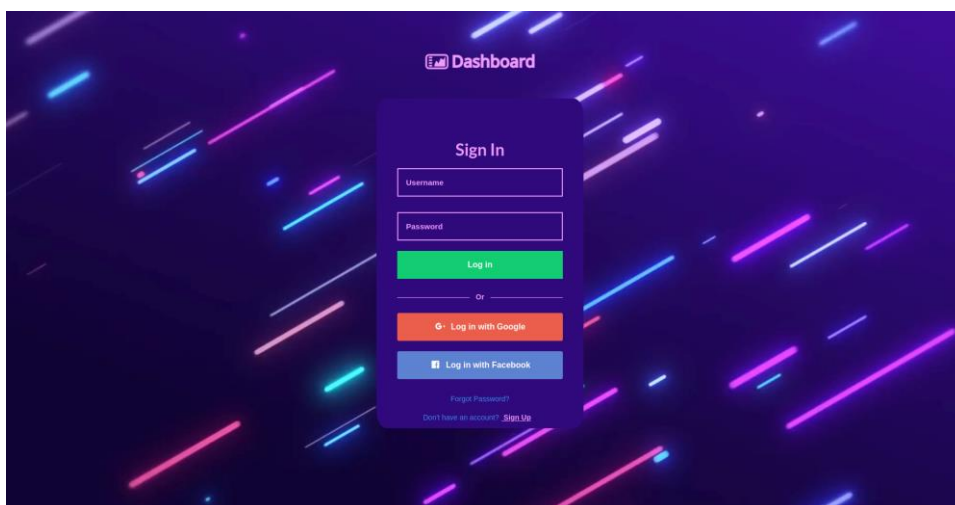 Dashboard
Sign In
Username
Password
Log in
Or
G+ Log in with Google
Log in with Facebook
Forgot Password?
Don't have an account? Sign Up